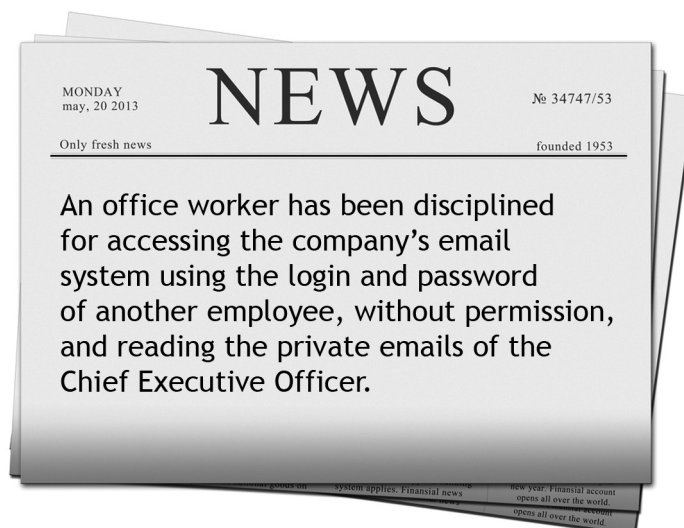 NEWS
MONDAY
may, 20 2013
№ 34747/53
Only fresh news
founded 1953
An office worker has been disciplined
for accessing the company’s email
system using the login and password
of another employee, without permission,
and reading the private emails of the
Chief Executive Officer.
system applies. Finansial news
new year. Finansial account
opens all over the world.
opens all over the world.